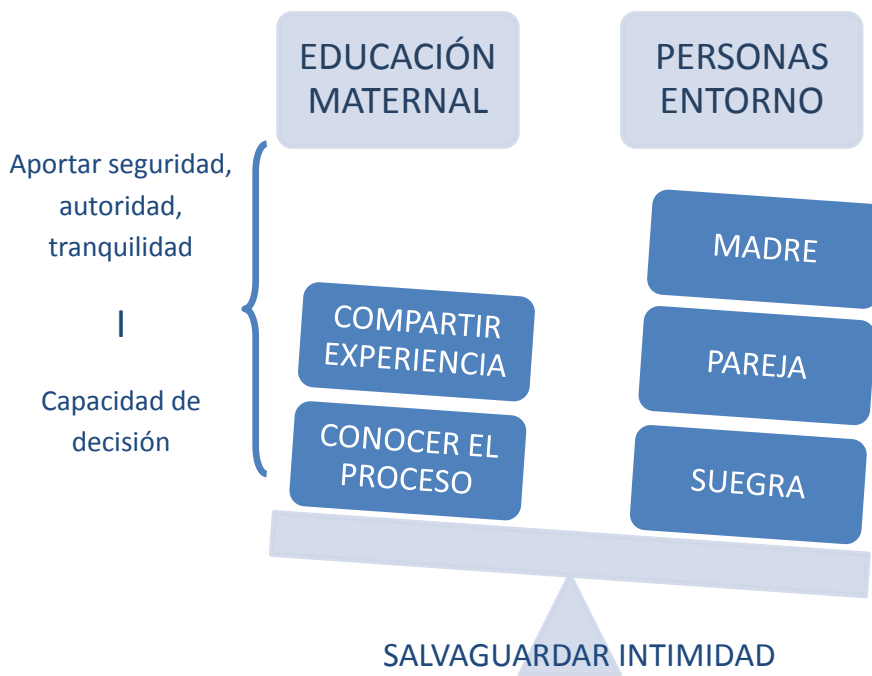 EDUCACIÓN
MATERNAL
PERSONAS
ENTORNO
Aportar seguridad,
autoridad,
tranquilidad
|
Capacidad de
decisión
COMPARTIR
EXPERIENCIA
CONOCER EL
PROCESO
MADRE
PAREJA
SUEGRA
SALVAGUARDAR INTIMIDAD